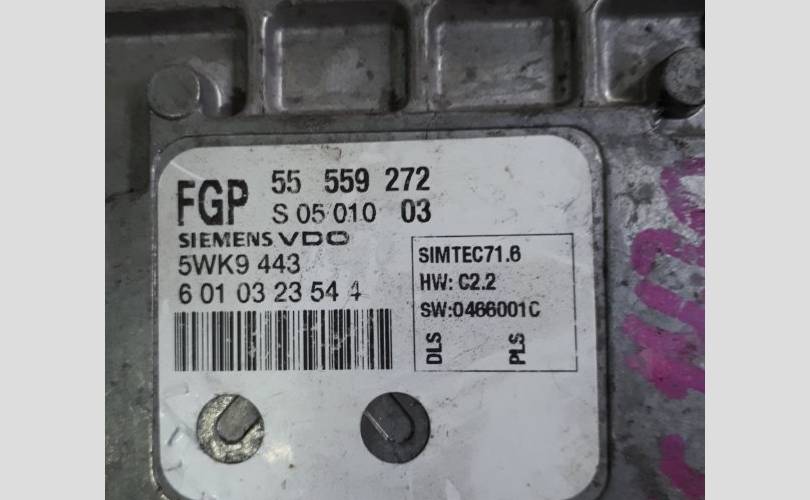 FGP 55 559 272
S 05 010 03
SIEMENS VDO
5WK9 443
6 01 03 23 54 4
SIMTEC71.6
HW: C2.2
SW:0466001C
DLS PLS